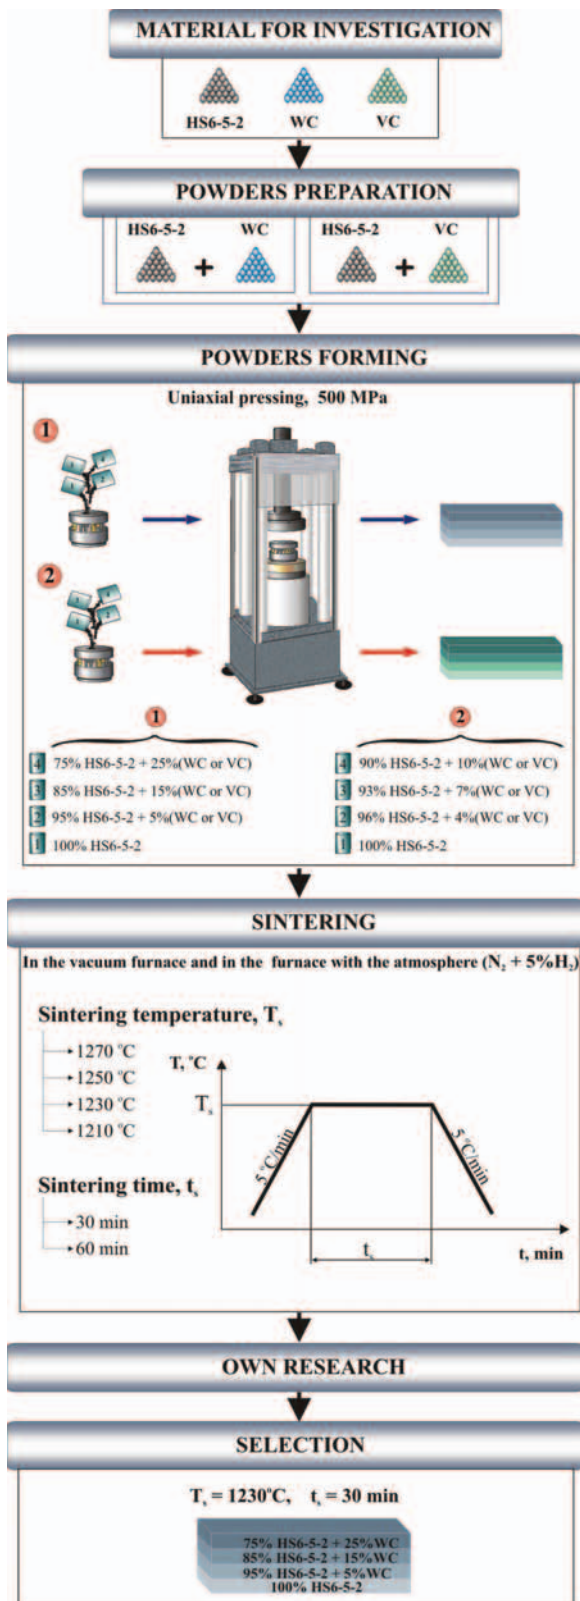 MATERIAL FOR INVESTIGATION
HS6-5-2 WC VC
POWDERS PREPARATION
HS6-5-2 WC HS6-5-2 VC
+ +
POWDERS FORMING
Uniaxial pressing, 500 MPa
1
2
1 2
4 75% HS6-5-2 + 25%(WC or VC) 4 90% HS6-5-2 + 10%(WC or VC)
3 85% HS6-5-2 + 15%(WC or VC) 3 93% HS6-5-2 + 7%(WC or VC)
2 95% HS6-5-2 + 5%(WC or VC) 2 96% HS6-5-2 + 4%(WC or VC)
1 100% HS6-5-2 1 100% HS6-5-2
SINTERING
In the vacuum furnace and in the furnace with the atmosphere (N₂ + 5%H₂)
Sintering temperature, Tₛ
1270 °C
1250 °C
1230 °C
1210 °C
Sintering time, tₛ
30 min
60 min
T, °C
Tₛ
5 °C/min 5 °C/min
tₛ
t, min
OWN RESEARCH
SELECTION
Tₛ = 1230°C, tₛ = 30 min
75% HS6-5-2 + 25%WC
85% HS6-5-2 + 15%WC
95% HS6-5-2 + 5%WC
100% HS6-5-2